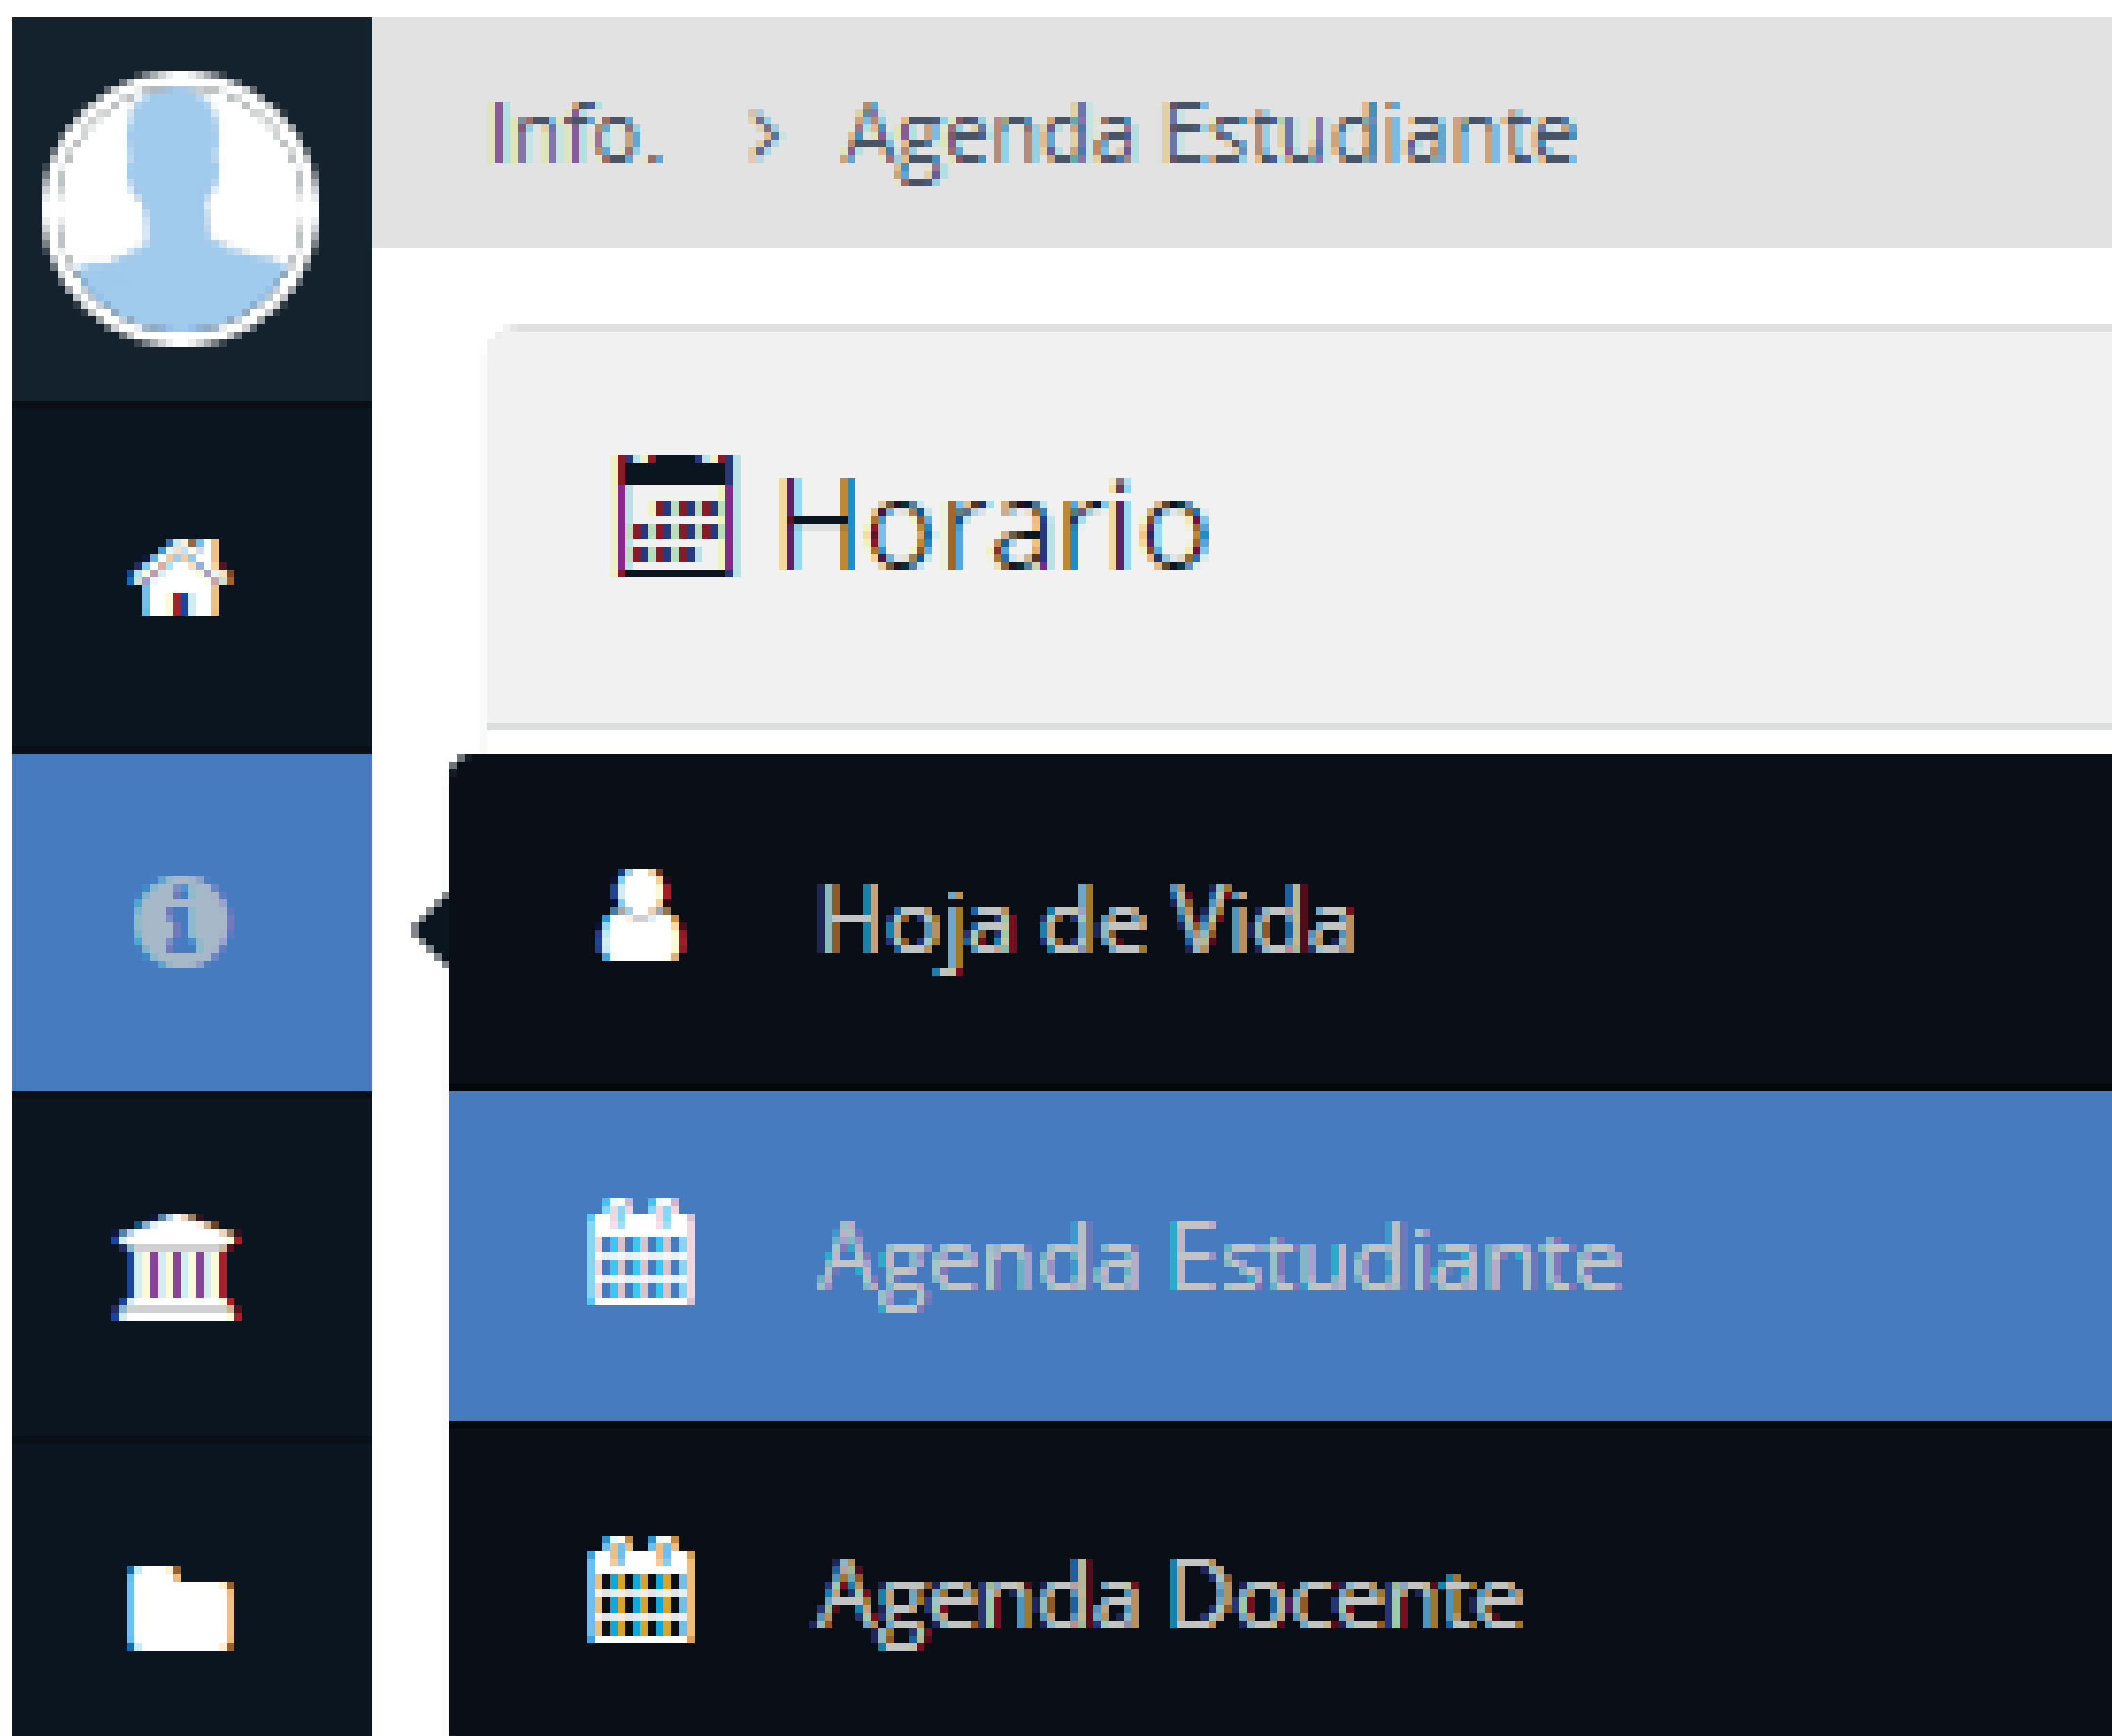 Info. > Agenda Estudiante
Horario
Hoja de Vida
Agenda Estudiante
Agenda Docente